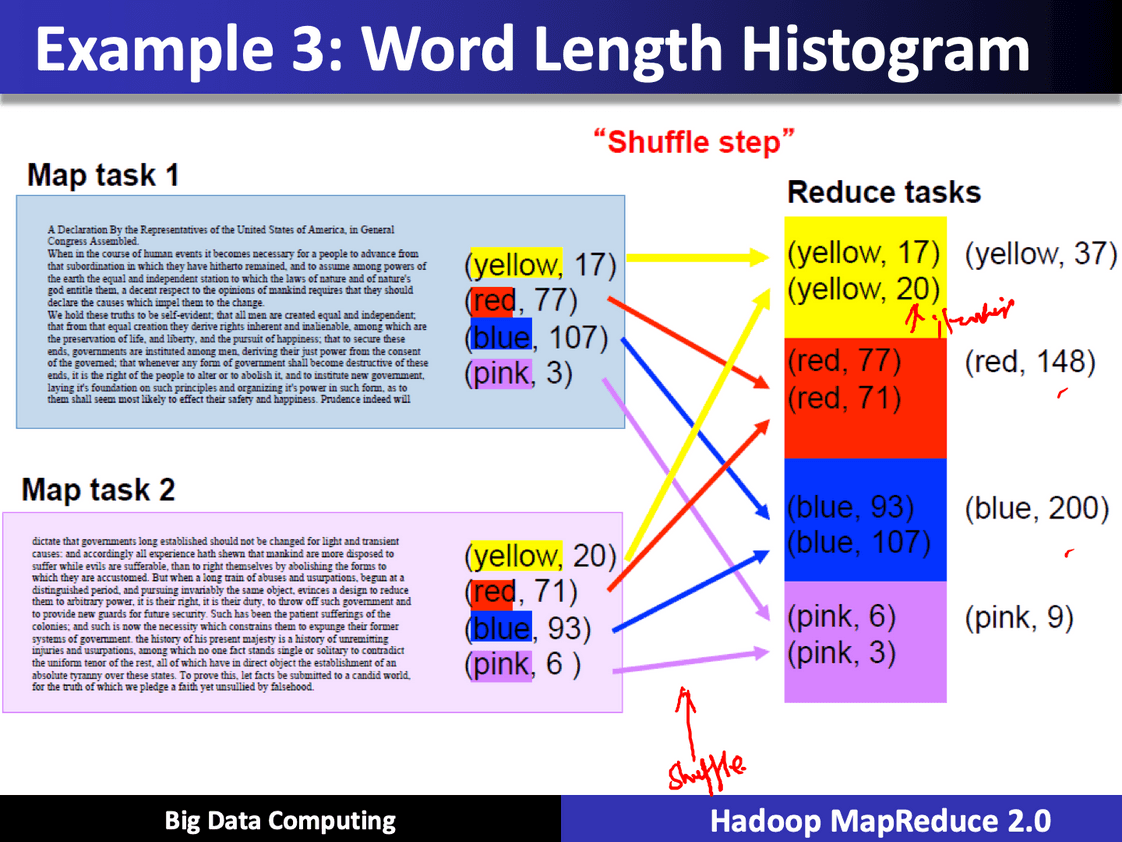 Example 3: Word Length Histogram
“Shuffle step”
Map task 1
A Declaration By the Representatives of the United States of America, in General
Congress Assembled.
When in the course of human events it becomes necessary for a people to advance from
that subordination in which they have hitherto remained, and to assume among powers of
the earth the equal and independent station to which the laws of nature and of nature's
god entitle them, a decent respect to the opinions of mankind requires that they should
declare the causes which impel them to the change.
We hold these truths to be self-evident; that all men are created equal and independent;
that from that equal creation they derive rights inherent and inalienable, among which are
the preservation of life, and liberty, and the pursuit of happiness; that to secure these
ends, governments are instituted among men, deriving their just power from the consent
of the governed; that whenever any form of government shall become destructive of these
ends, it is the right of the people to alter or to abolish it, and to institute new government,
laying it's foundation on such principles and organizing it's power in such form, as to
them shall seem most likely to effect their safety and happiness. Prudence indeed will
(yellow, 17)
(red, 77)
(blue, 107)
(pink, 3)
Map task 2
dictate that governments long established should not be changed for light and transient
causes: and accordingly all experience hath shewn that mankind are more disposed to
suffer while evils are sufferable, than to right themselves by abolishing the forms to
which they are accustomed. But when a long train of abuses and usurpations, begun at a
distinguished period, and pursuing invariably the same object, evinces a design to reduce
them to arbitrary power, it is their right, it is their duty, to throw off such government and
to provide new guards for future security. Such has been the patient sufferings of the
colonies; and such is now the necessity which constrains them to expunge their former
systems of government. the history of his present majesty is a history of unremitting
injuries and usurpations, among which no one fact stands single or solitary to contradict
the uniform tenor of the rest, all of which have in direct object the establishment of an
absolute tyranny over these states. To prove this, let facts be submitted to a candid world,
for the truth of which we pledge a faith yet unsullied by falsehood.
(yellow, 20)
(red, 71)
(blue, 93)
(pink, 6 )
Reduce tasks
(yellow, 17)
(yellow, 20)
(yellow, 37)
(red, 77)
(red, 71)
(red, 148)
(blue, 93)
(blue, 107)
(blue, 200)
(pink, 6)
(pink, 3)
(pink, 9)
Shuffle
Big Data Computing
Hadoop MapReduce 2.0